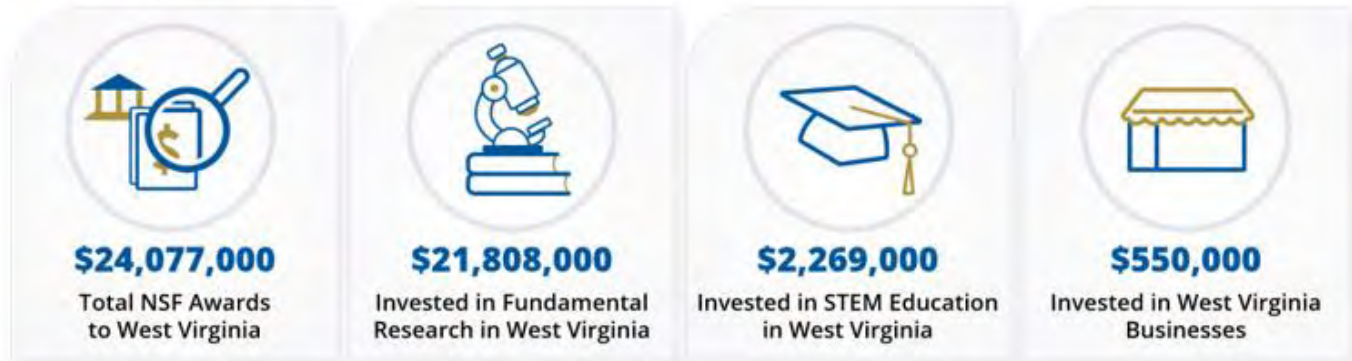 $24,077,000
Total NSF Awards
to West Virginia
$21,808,000
Invested in Fundamental
Research in West Virginia
$2,269,000
Invested in STEM Education
in West Virginia
$550,000
Invested in West Virginia
Businesses